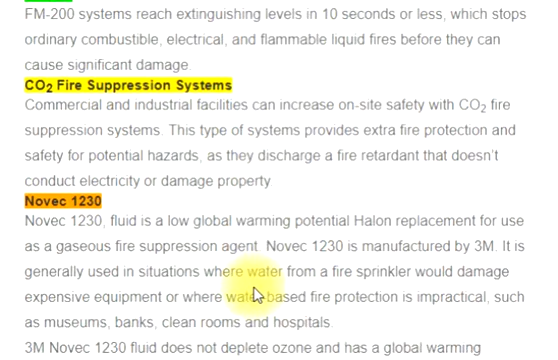 FM-200 systems reach extinguishing levels in 10 seconds or less, which stops
ordinary combustible, electrical, and flammable liquid fires before they can
cause significant damage.
CO₂ Fire Suppression Systems
Commercial and industrial facilities can increase on-site safety with CO₂ fire
suppression systems. This type of systems provides extra fire protection and
safety for potential hazards, as they discharge a fire retardant that doesn't
conduct electricity or damage property.
Novec 1230
Novec 1230, fluid is a low global warming potential Halon replacement for use
as a gaseous fire suppression agent. Novec 1230 is manufactured by 3M. It is
generally used in situations where water from a fire sprinkler would damage
expensive equipment or where water-based fire protection is impractical, such
as museums, banks, clean rooms and hospitals.
3M Novec 1230 fluid does not deplete ozone and has a global warming